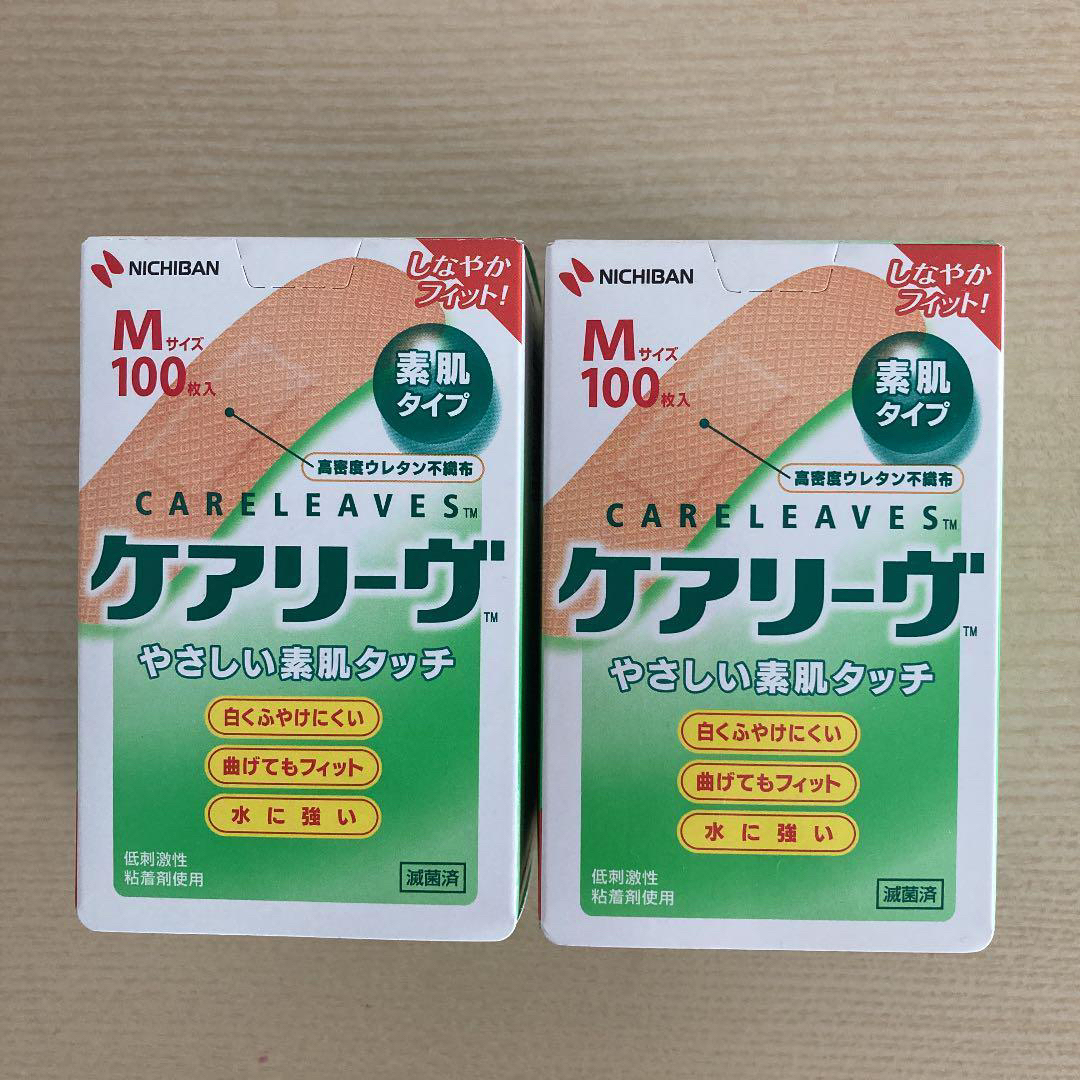 NICHIBAN
しなやか
フィット!
Mサイズ
100枚入
素肌
タイプ
高密度ウレタン不織布
CARELEAVES™
ケアリーヴ™
やさしい素肌タッチ
白くふやけにくい
曲げてもフィット
水に強い
低刺激性
粘着剤使用
滅菌済
NICHIBAN
しなやか
フィット!
Mサイズ
100枚入
素肌
タイプ
高密度ウレタン不織布
CARELEAVES™
ケアリーヴ™
やさしい素肌タッチ
白くふやけにくい
曲げてもフィット
水に強い
低刺激性
粘着剤使用
滅菌済